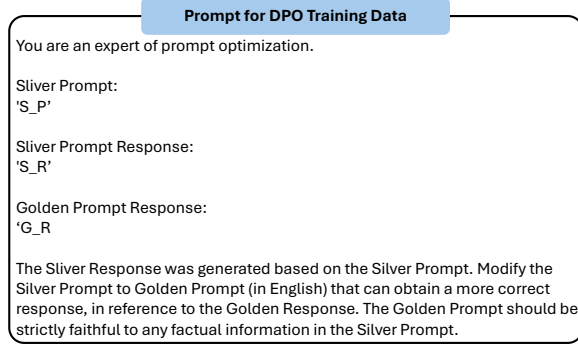 Prompt for DPO Training Data
You are an expert of prompt optimization.
Sliver Prompt:
'S_P’
Sliver Prompt Response:
'S_R’
Golden Prompt Response:
‘G_R
The Sliver Response was generated based on the Silver Prompt. Modify the
Silver Prompt to Golden Prompt (in English) that can obtain a more correct
response, in reference to the Golden Response. The Golden Prompt should be
strictly faithful to any factual information in the Silver Prompt.